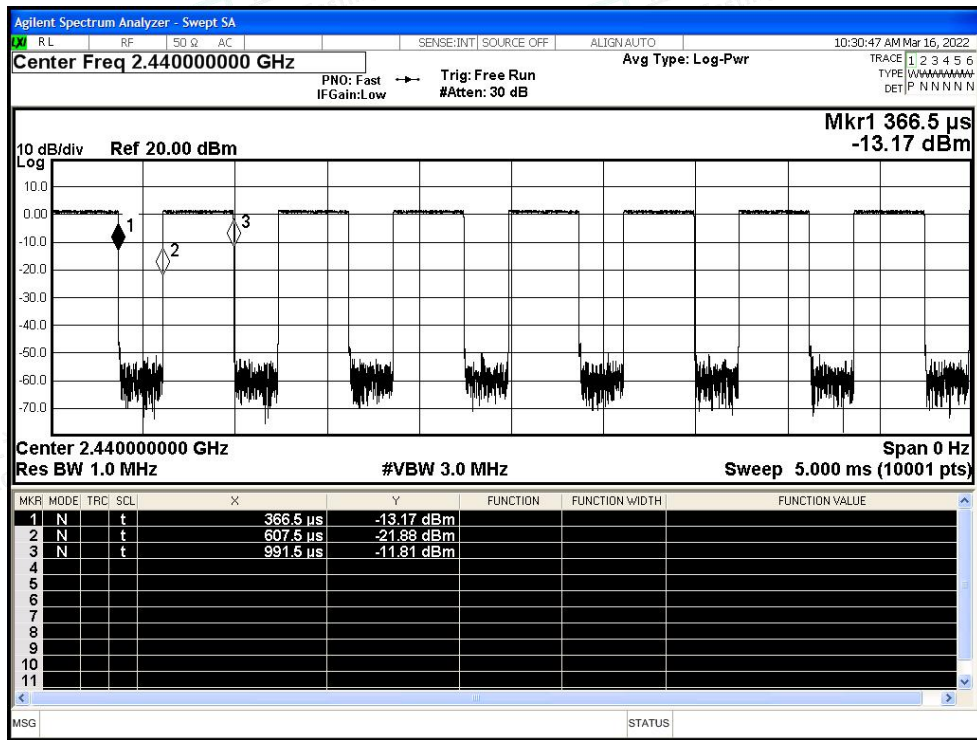 Agilent Spectrum Analyzer - Swept SA
LXI RL RF 50 Ω AC SENSE:INT SOURCE OFF ALIGN AUTO 10:30:47 AM Mar 16, 2022
Center Freq 2.440000000 GHz Avg Type: Log-Pwr TRACE 1 2 3 4 5 6
PNO: Fast Trig: Free Run TYPE WWWWWW
IFGain:Low #Atten: 30 dB DET P N N N N N
Mkr1 366.5 µs
10 dB/div Ref 20.00 dBm -13.17 dBm
Log
10.0
0.00
1
2
3
-10.0
-20.0
-30.0
-40.0
-50.0
-60.0
-70.0
Center 2.440000000 GHz Span 0 Hz
Res BW 1.0 MHz #VBW 3.0 MHz Sweep 5.000 ms (10001 pts)
MKR MODE TRC SCL X Y FUNCTION FUNCTION WIDTH FUNCTION VALUE
1 N t 366.5 µs -13.17 dBm
2 N t 607.5 µs -21.88 dBm
3 N t 991.5 µs -11.81 dBm
4
5
6
7
8
9
10
11
MSG STATUS